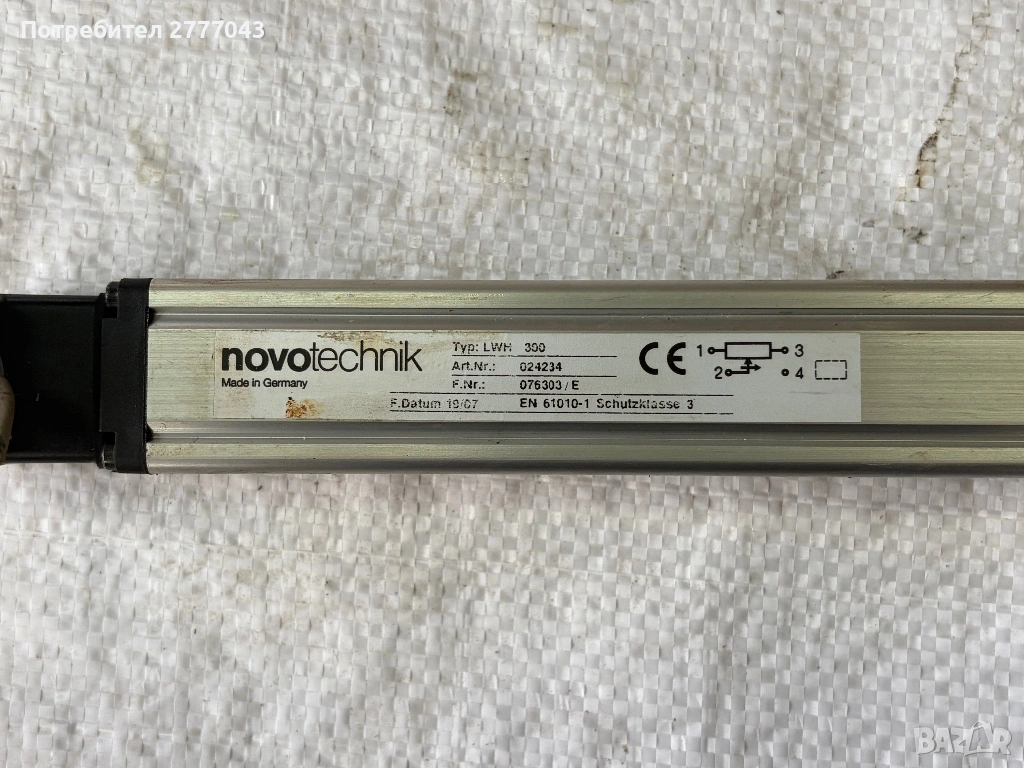 Потребител 2777043
novotechnik
Made in Germany
Typ: LWH 300
Art.Nr.: 024234
F.Nr.: 076303/E
F.Datum 19/07 EN 61010-1 Schutzklasse 3
CE
1 3
2 4
BAZAR